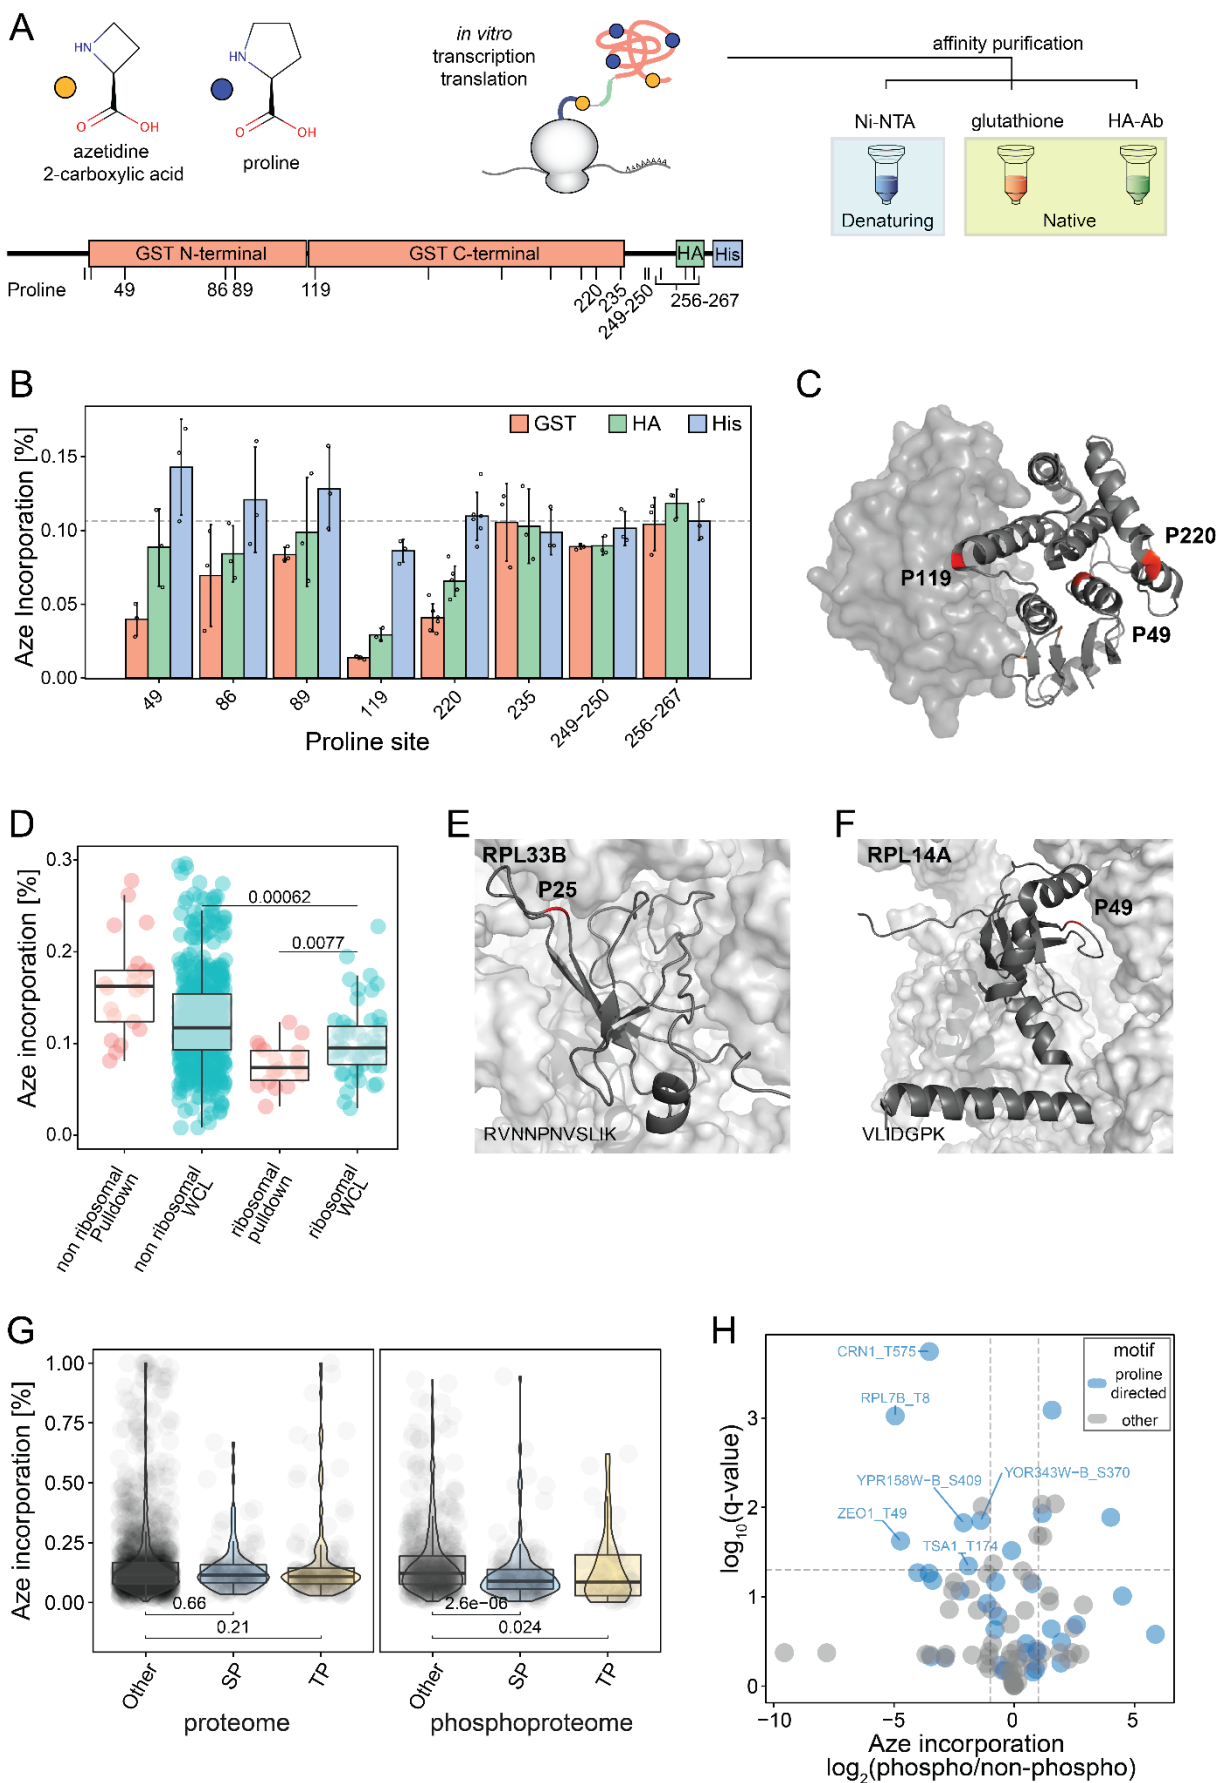 A
HN
O
OH
azetidine
2-carboxylic acid
HN
O
OH
proline
in vitro
transcription
translation
AAAAAAA
affinity purification
Ni-NTA
glutathione
HA-Ab
Denaturing
Native
GST N-terminal
GST C-terminal
HA
His
Proline
49
86
89
119
220
235
249-250
256-267
B
Aze Incorporation [%]
0.15
0.10
0.05
0.00
GST
HA
His
49
86
89
119
220
235
249−250
256−267
Proline site
C
P119
P220
P49
D
Aze incorporation [%]
0.3
0.2
0.1
0.0
0.00062
0.0077
non ribosomal
Pulldown
non ribosomal
WCL
ribosomal
pulldown
ribosomal
WCL
E
RPL33B
P25
RVNNPNVSLIK
F
RPL14A
P49
VLIDGPK
G
Aze incorporation [%]
1.00
0.75
0.50
0.25
0.00
0.66
0.21
2.6e−06
0.024
Other
SP
TP
Other
SP
TP
proteome
phosphoproteome
H
log10(q-value)
3
2
1
0
CRN1_T575
RPL7B_T8
YPR158W−B_S409
YOR343W−B_S370
ZEO1_T49
TSA1_T174
motif
proline
directed
other
−10
−5
0
5
Aze incorporation
log2(phospho/non-phospho)